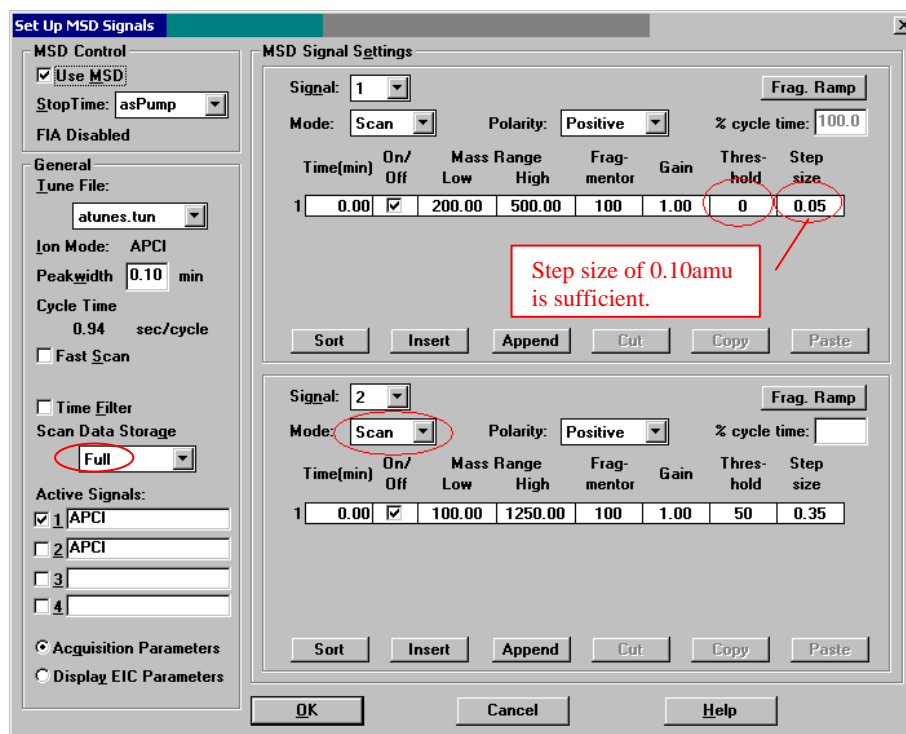 Set Up MSD Signals
MSD Control
Use MSD
StopTime: asPump
FIA Disabled
General
Tune File:
atunes.tun
Ion Mode: APCI
Peakwidth 0.10 min
Cycle Time
0.94 sec/cycle
Fast Scan
Time Filter
Scan Data Storage
Full
Active Signals:
1 APCI
2 APCI
3
4
Acquisition Parameters
Display EIC Parameters
MSD Signal Settings
Signal: 1 Frag. Ramp
Mode: Scan Polarity: Positive % cycle time: 100.0
Time(min) On/ Mass Range Frag- Gain Thres- Step
Off Low High mentor hold size
1 0.00 200.00 500.00 100 1.00 0 0.05
Step size of 0.10amu
is sufficient.
Sort Insert Append Cut Copy Paste
Signal: 2 Frag. Ramp
Mode: Scan Polarity: Positive % cycle time:
Time(min) On/ Mass Range Frag- Gain Thres- Step
Off Low High mentor hold size
1 0.00 100.00 1250.00 100 1.00 50 0.35
Sort Insert Append Cut Copy Paste
OK Cancel Help